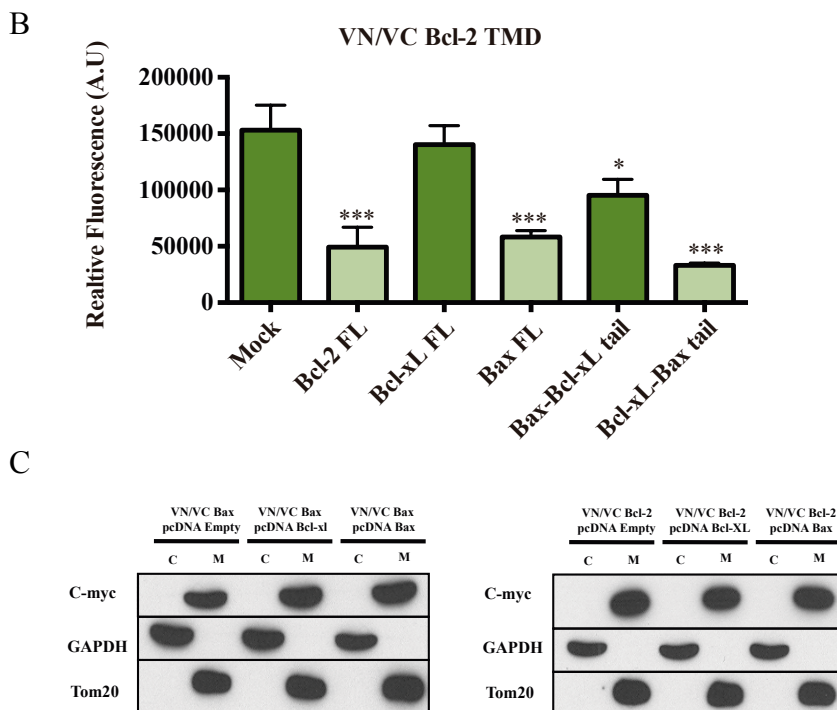 B
VN/VC Bcl-2 TMD
Realtive Fluorescence (A.U)
200000
150000
100000
50000
0
***
***
*
***
Mock
Bcl-2 FL
Bcl-xL FL
Bax FL
Bax-Bcl-xL tail
Bcl-xL-Bax tail
C
VN/VC Bax VN/VC Bax VN/VC Bax
pcDNA Empty pcDNA Bcl-xl pcDNA Bax
C M C M C M
C-myc
GAPDH
Tom20
VN/VC Bcl-2 VN/VC Bcl-2 VN/VC Bcl-2
pcDNA Empty pcDNA Bcl-XL pcDNA Bax
C M C M C M
C-myc
GAPDH
Tom20